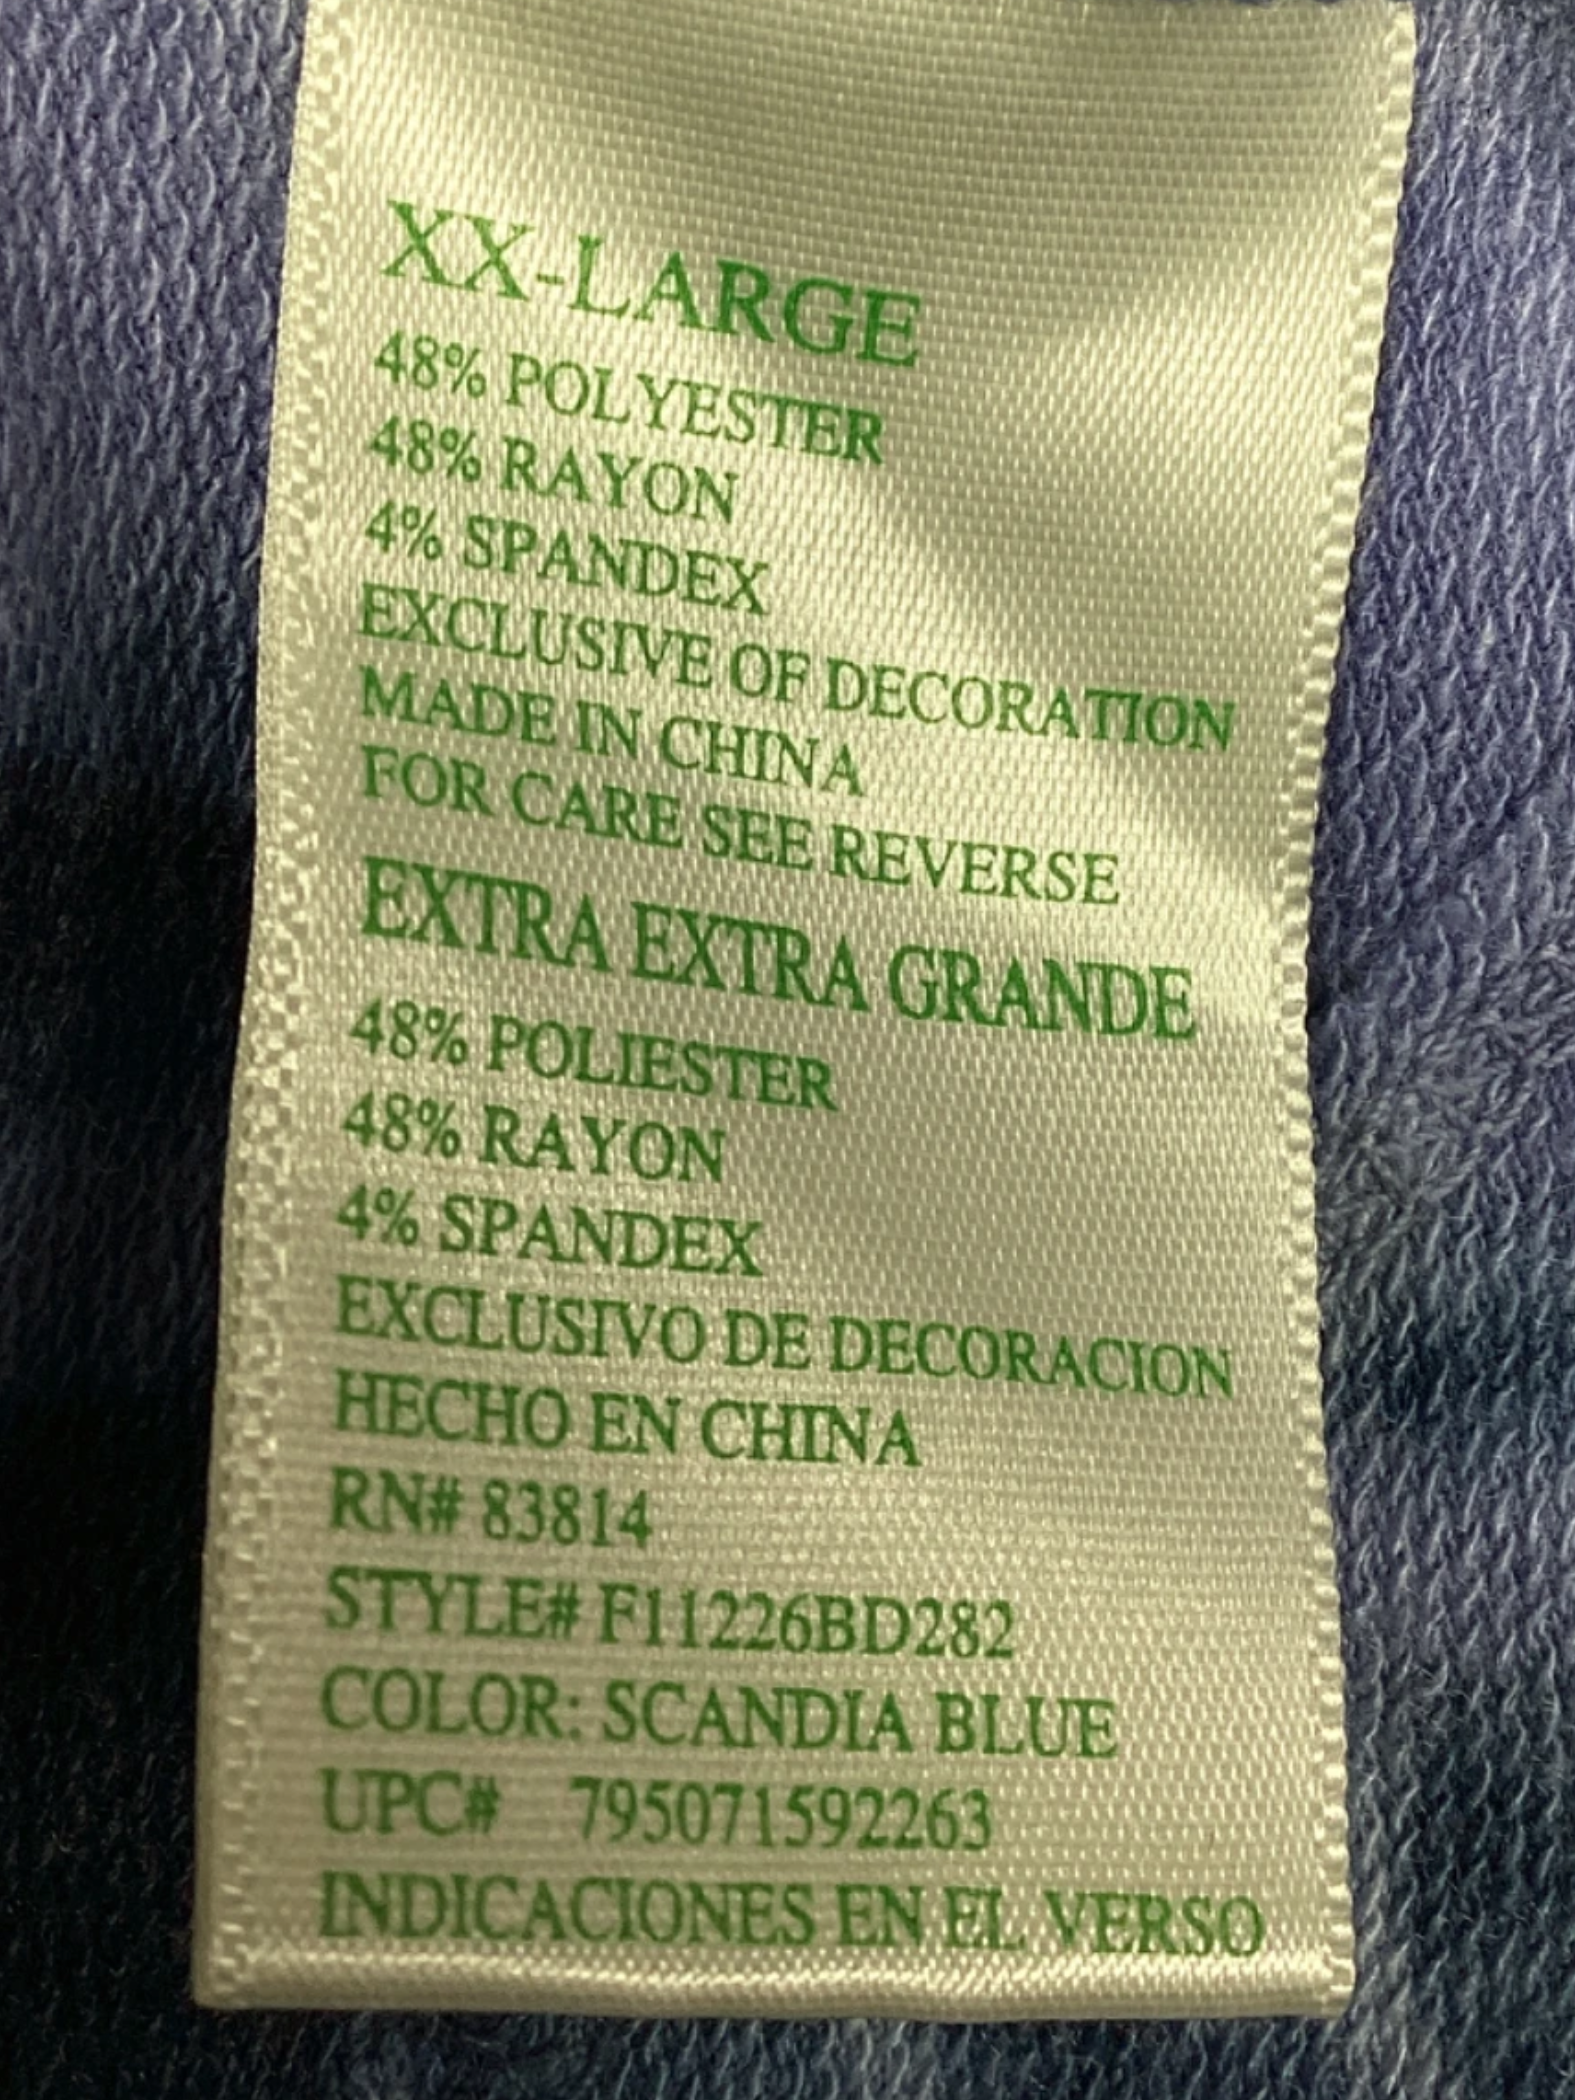 XX-LARGE
48% POLYESTER
48% RAYON
4% SPANDEX
EXCLUSIVE OF DECORATION
MADE IN CHINA
FOR CARE SEE REVERSE
EXTRA EXTRA GRANDE
48% POLIESTER
48% RAYON
4% SPANDEX
EXCLUSIVO DE DECORACION
HECHO EN CHINA
RN# 83814
STYLE# F11226BD282
COLOR: SCANDIA BLUE
UPC# 795071592263
INDICACIONES EN EL VERSO